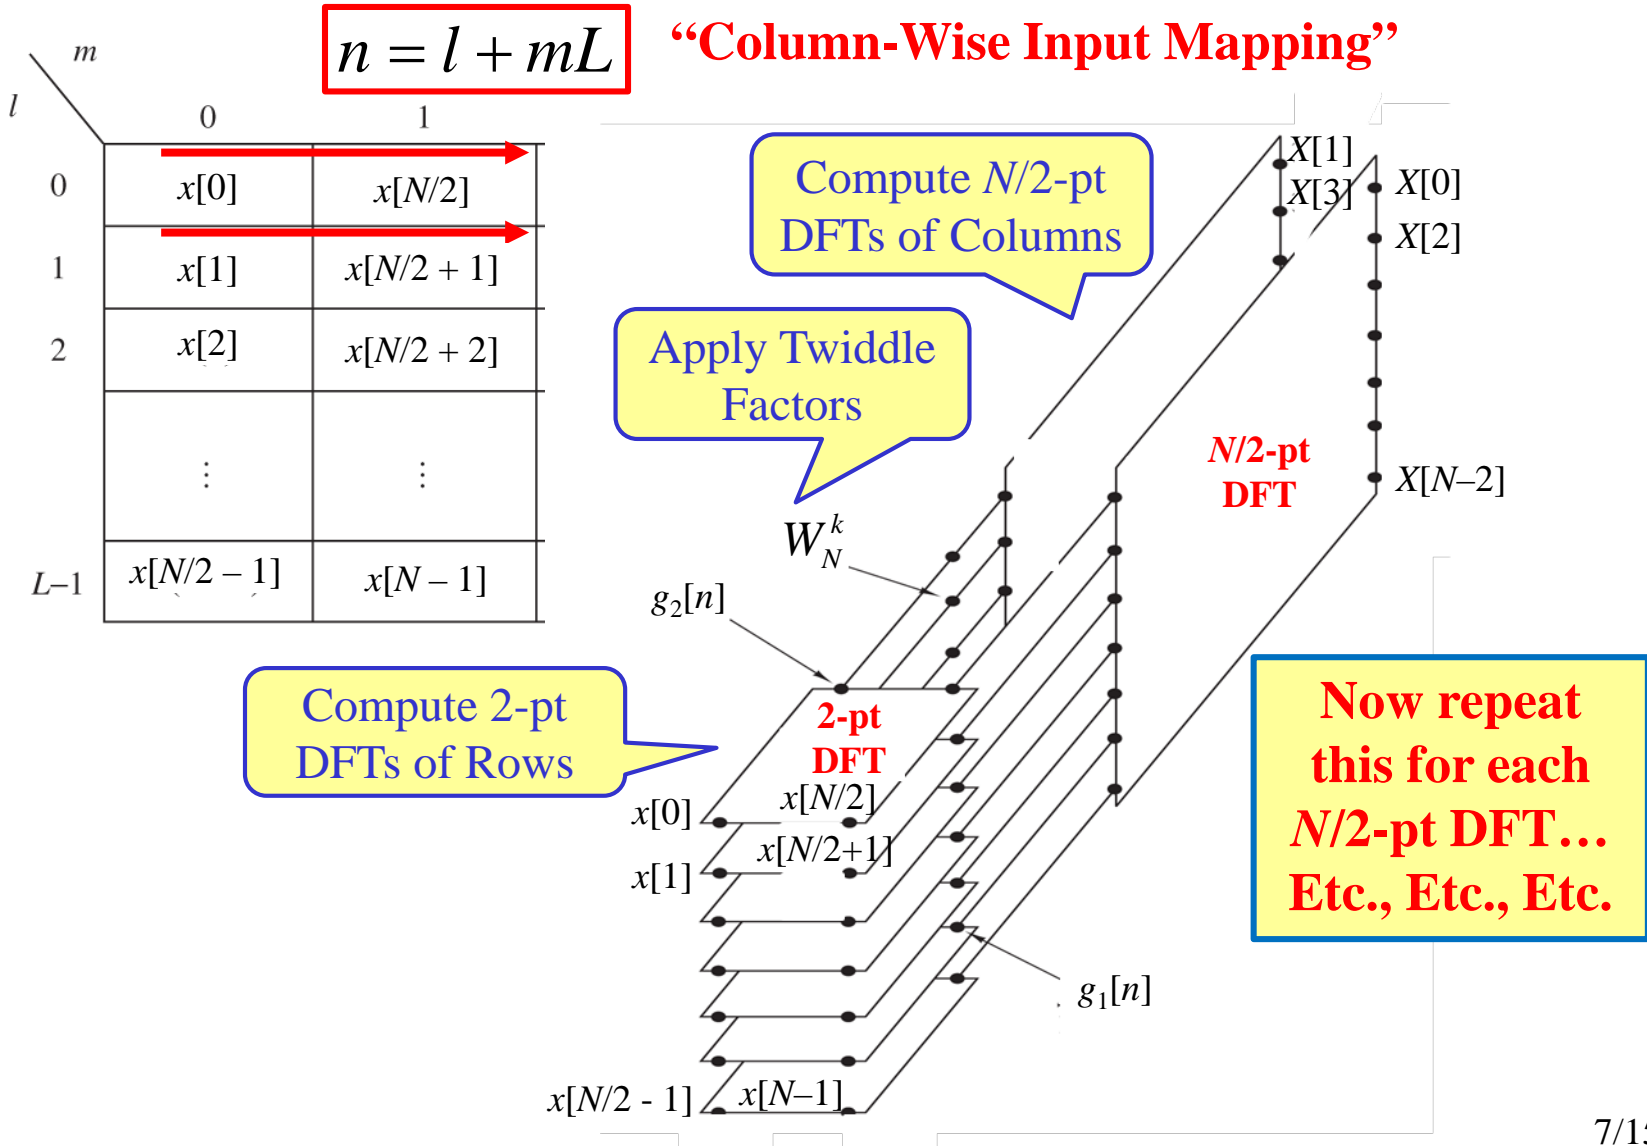 n = l + mL
“Column-Wise Input Mapping”
m
l
0 1
0 x[0] x[N/2]
1 x[1] x[N/2 + 1]
2 x[2] x[N/2 + 2]
⋮ ⋮
L–1 x[N/2 – 1] x[N – 1]
Compute N/2-pt
DFTs of Columns
Apply Twiddle
Factors
Compute 2-pt
DFTs of Rows
X[1]
X[3]
X[0]
X[2]
X[N–2]
N/2-pt
DFT
W_N^k
g₂[n]
2-pt
DFT
x[0] x[N/2]
x[1] x[N/2+1]
x[N/2 - 1] x[N–1]
g₁[n]
Now repeat
this for each
N/2-pt DFT…
Etc., Etc., Etc.